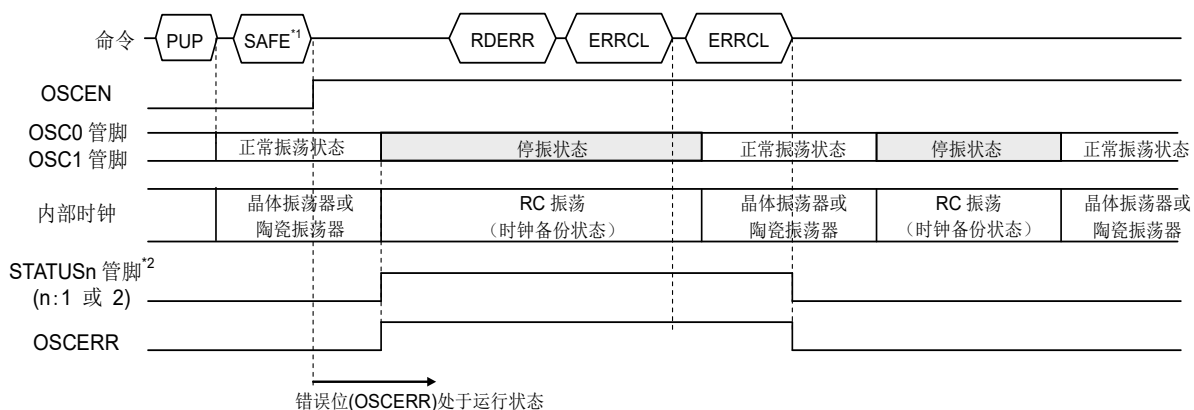 命令 PUP SAFE*1 RDERR ERRCL ERRCL
OSCEN
OSC0 管脚
OSC1 管脚
正常振荡状态 停振状态 正常振荡状态 停振状态 正常振荡状态
内部时钟
晶体振荡器或 RC 振荡 晶体振荡器或 RC 振荡 晶体振荡器或
陶瓷振荡器 （时钟备份状态） 陶瓷振荡器 （时钟备份状态） 陶瓷振荡器
STATUSn 管脚*2
(n:1 或 2)
OSCERR
错误位(OSCERR)处于运行状态